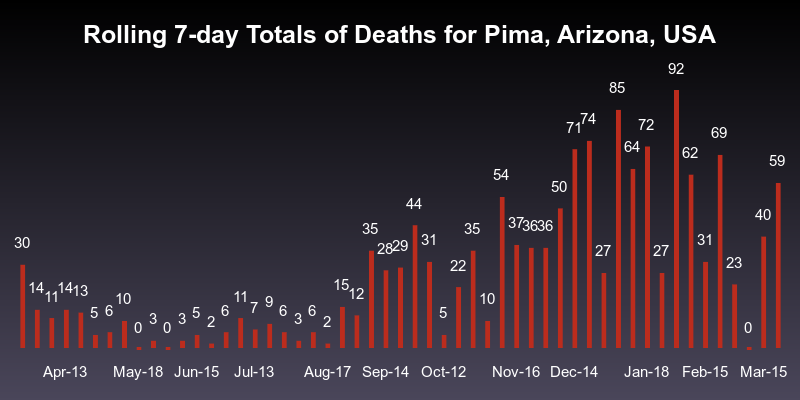 Rolling 7-day Totals of Deaths for Pima, Arizona, USA
30 14 11 14 13 5 6 10 0 3 0 3 5 2 6 11 7 9 6 3 6 2 15 12 35 28 29 44 31 5 22 35 10 54 37 36 36 50 71 74 27 85 64 72 27 92 62 31 69 23 0 40 59
Apr-13 May-18 Jun-15 Jul-13 Aug-17 Sep-14 Oct-12 Nov-16 Dec-14 Jan-18 Feb-15 Mar-15